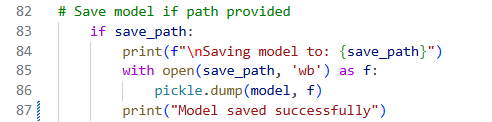 82 # Save model if path provided
83 if save_path:
84 print(f"\nSaving model to: {save_path}")
85 with open(save_path, 'wb') as f:
86 pickle.dump(model, f)
87 print("Model saved successfully")